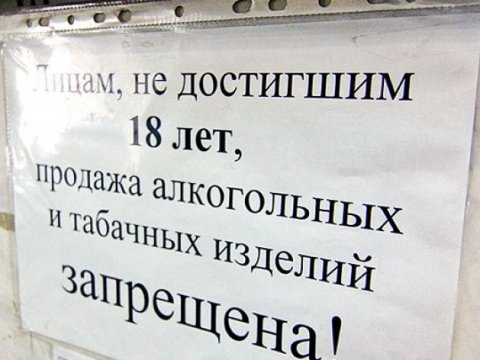 Лицам, не достигшим
18 лет,
продажа алкогольных
и табачных изделий
запрещена!